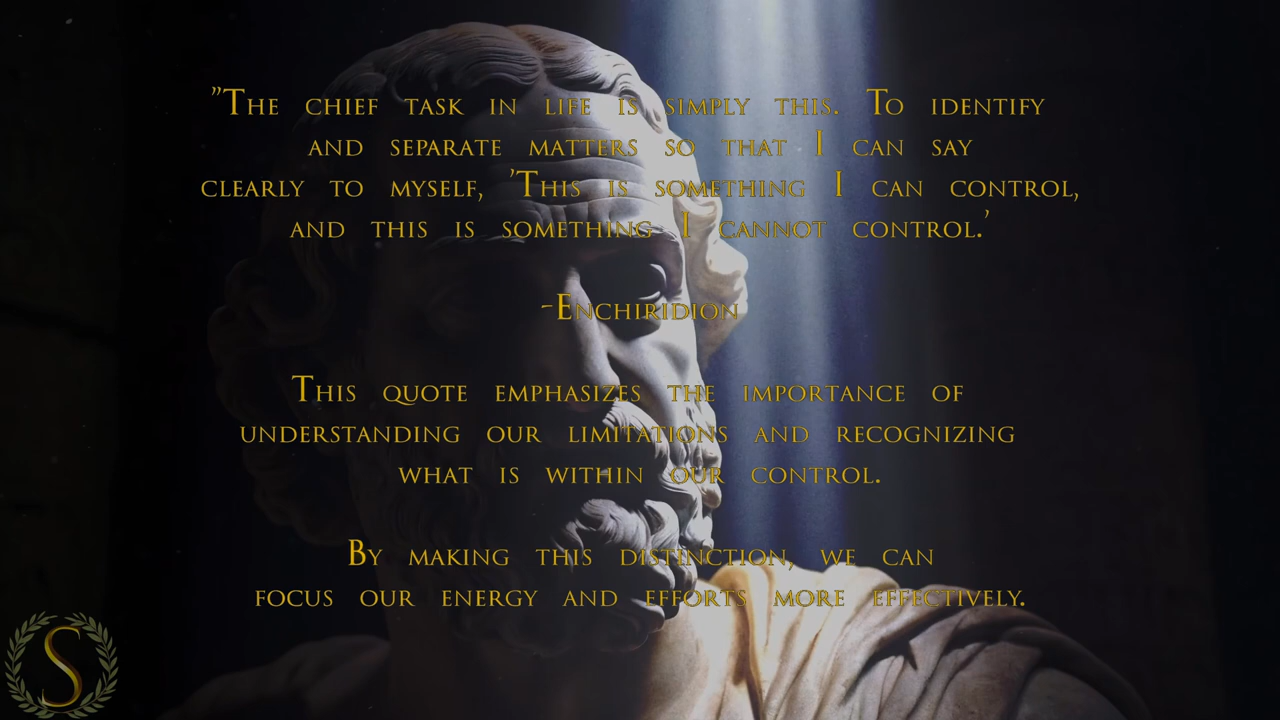 "The chief task in life is simply this. To identify
and separate matters so that I can say
clearly to myself, 'This is something I can control,
and this is something I cannot control.'
-Enchiridion
This quote emphasizes the importance of
understanding our limitations and recognizing
what is within our control.
By making this distinction, we can
focus our energy and efforts more effectively.
S